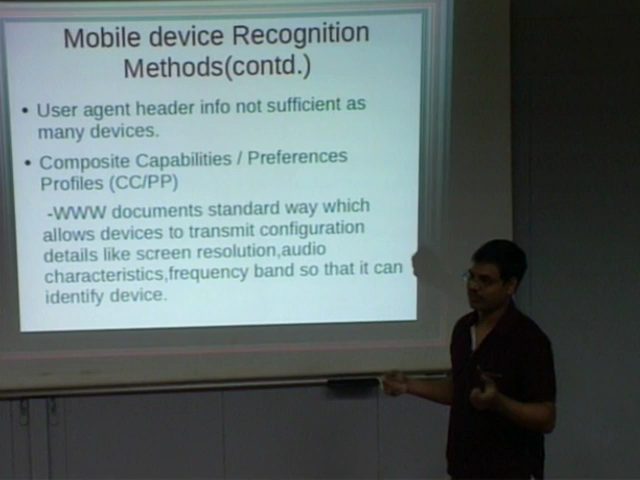 Mobile device Recognition
Methods(contd.)
• User agent header info not sufficient as
many devices.
• Composite Capabilities / Preferences
Profiles (CC/PP)
-WWW documents standard way which
allows devices to transmit configuration
details like screen resolution,audio
characteristics,frequency band so that it can
identify device.